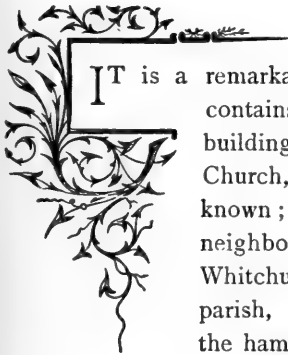 IT is a remarka
contains
building
Church,
known ;
neighbo
Whitchu
parish,
the ham